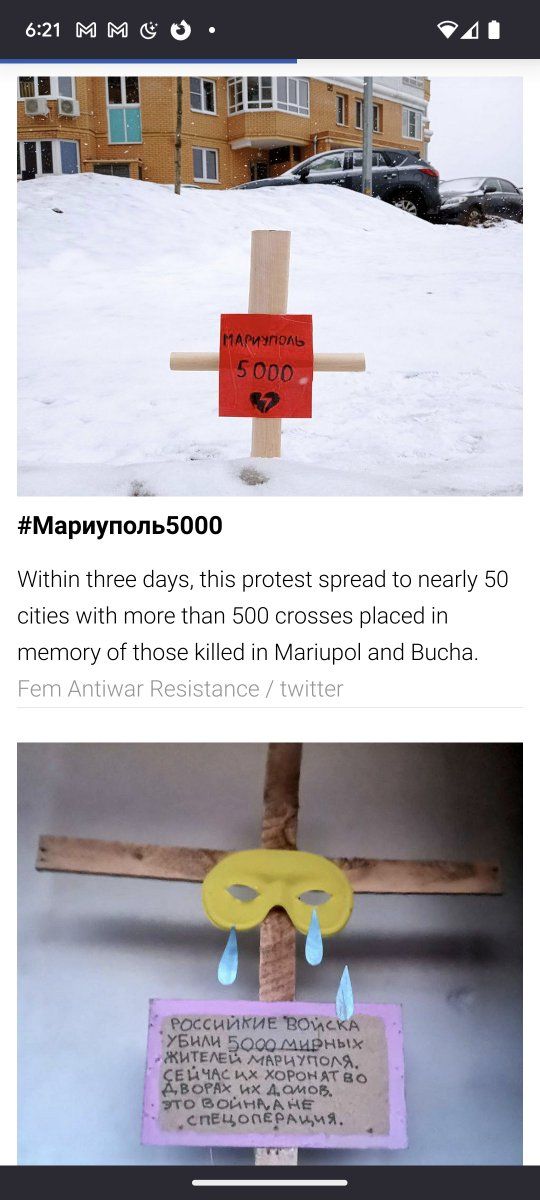 6:21
МАРИУПОЛЬ
5000
#Мариуполь5000
Within three days, this protest spread to nearly 50
cities with more than 500 crosses placed in
memory of those killed in Mariupol and Bucha.
Fem Antiwar Resistance / twitter
РОССИЙКИЕ ВОЙСКА
УБИЛИ 5000 МИРНЫХ
ЖИТЕЛЕЙ МАРИУПОЛЯ.
СЕЙЧАС ИХ ХОРОНЯТ ВО
ДВОРАХ ИХ ДОМОВ.
ЭТО ВОЙНА, А НЕ
СПЕЦОПЕРАЦИЯ.